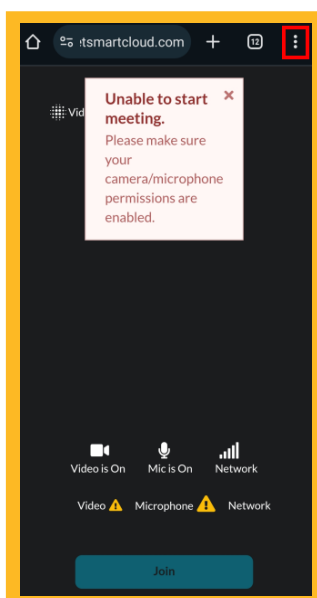 :tsmartcloud.com
12
Vid
Unable to start
meeting.
Please make sure
your
camera/microphone
permissions are
enabled.
Video is On Mic is On Network
Video Microphone Network
Join